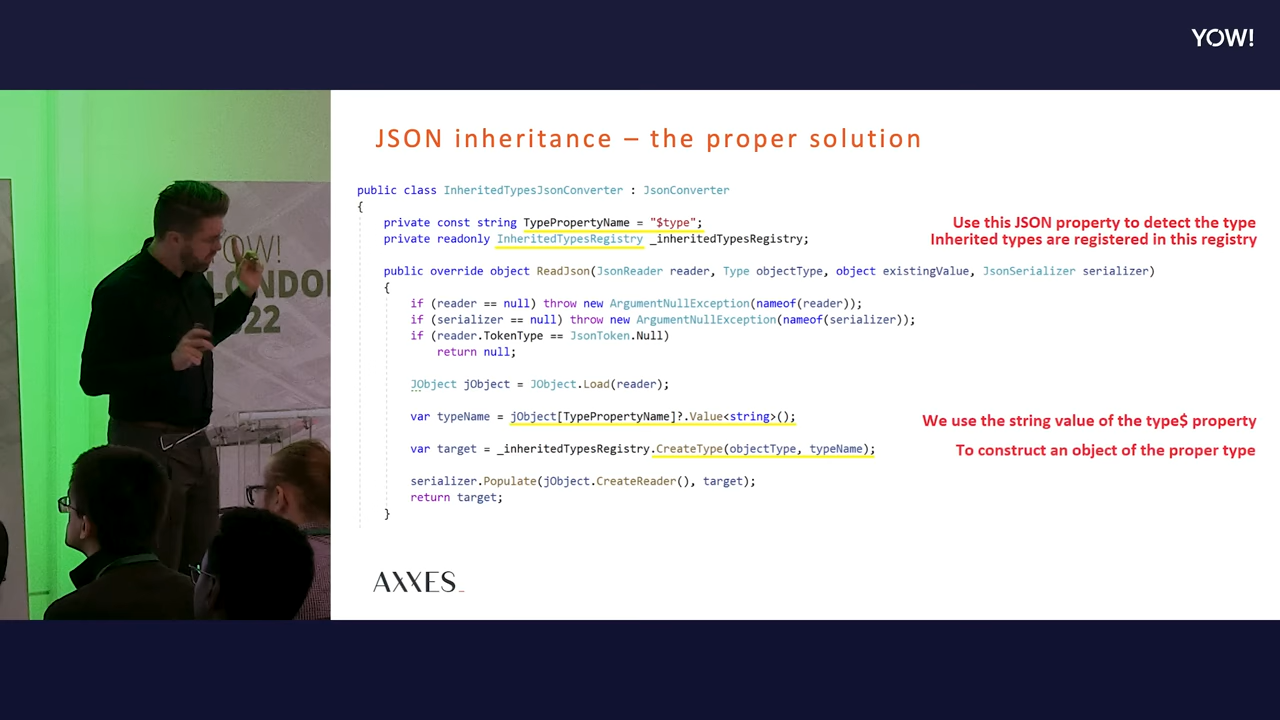 YOW!
JSON inheritance – the proper solution
public class InheritedTypesJsonConverter : JsonConverter
{
private const string TypePropertyName = "$type";
Use this JSON property to detect the type
private readonly InheritedTypesRegistry _inheritedTypesRegistry;
Inherited types are registered in this registry
public override object ReadJson(JsonReader reader, Type objectType, object existingValue, JsonSerializer serializer)
{
if (reader == null) throw new ArgumentNullException(nameof(reader));
if (serializer == null) throw new ArgumentNullException(nameof(serializer));
if (reader.TokenType == JsonToken.Null)
return null;
JObject jObject = JObject.Load(reader);
var typeName = jObject[TypePropertyName]?.Value<string>();
We use the string value of the type$ property
var target = _inheritedTypesRegistry.CreateType(objectType, typeName);
To construct an object of the proper type
serializer.Populate(jObject.CreateReader(), target);
return target;
}
AXXES_
OW!
LONDO
022